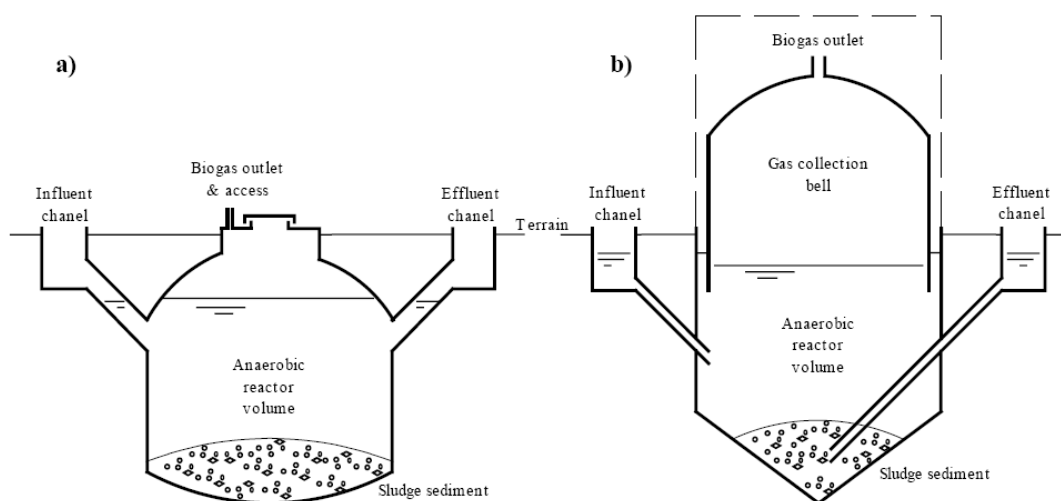 a)
Biogas outlet
& access
Influent
chanel
Effluent
chanel
Terrain
Anaerobic
reactor
volume
Sludge sediment
b)
Biogas outlet
Gas collection
bell
Influent
chanel
Effluent
chanel
Anaerobic
reactor
volume
Sludge sediment